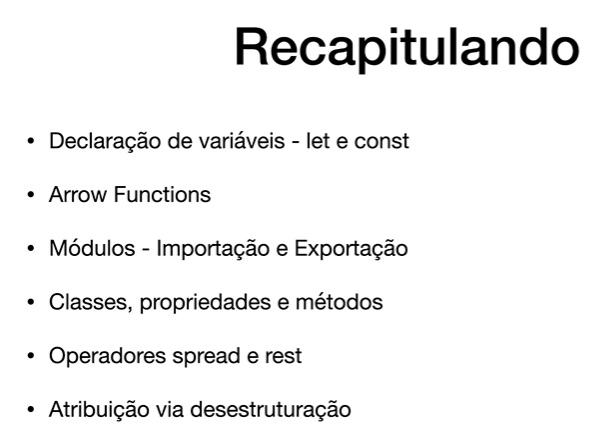 Recapitulando
• Declaração de variáveis - let e const
• Arrow Functions
• Módulos - Importação e Exportação
• Classes, propriedades e métodos
• Operadores spread e rest
• Atribuição via desestruturação